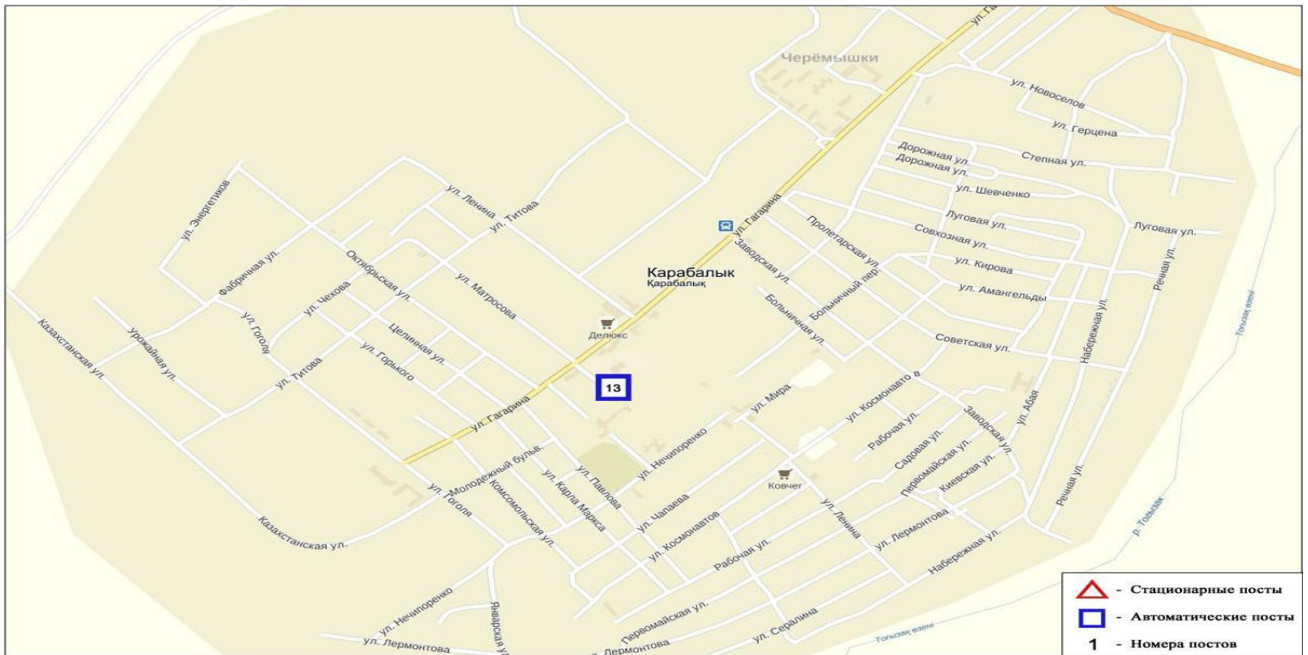 ул. Гагарина
Черёмышки
ул. Новоселов
ул. Герцена
Дорожная ул.
Дорожная ул.
Степная ул.
ул. Шевченко
ул. Энергетиков
ул. Ленина
ул. Титова
ул. Гагарина
Пролетарская ул.
Луговая ул.
Луговая ул.
Совхозная ул.
Фабричная ул.
Октябрьская ул.
Заводская ул.
ул. Кирова
Речная ул.
Карабалык
Қарабалық
ул. Чехова
ул. Матросова
Больничный пер.
ул. Амангельды
Больничная ул.
Тоғызақ өзені
Казахстанская ул.
Урожайная ул.
ул. Гоголя
Целинная ул.
ул. Горького
Делюкс
Советская ул.
Набережная ул.
ул. Титова
13
ул. Мира
ул. Космонавтов
ул. Гагарина
Рабочая ул.
Заводская ул.
ул. Абая
Молодежный бульв.
ул. Нечипоренко
Садовая ул.
Первомайская ул.
Киевская ул.
ул. Гоголя
Комсомольская ул.
ул. Карла Маркса
ул. Павлова
ул. Чапаева
Ковчег
Речная ул.
р. Тогызак
Казахстанская ул.
ул. Космонавтов
Рабочая ул.
ул. Ленина
ул. Лермонтова
Набережная ул.
ул. Нечипоренко
Январская ул.
Первомайская ул.
ул. Сералина
ул. Лермонтова
ул. Лермонтова
Тоғызақ өзені
- Стационарные посты
- Автоматические посты
1 - Номера постов